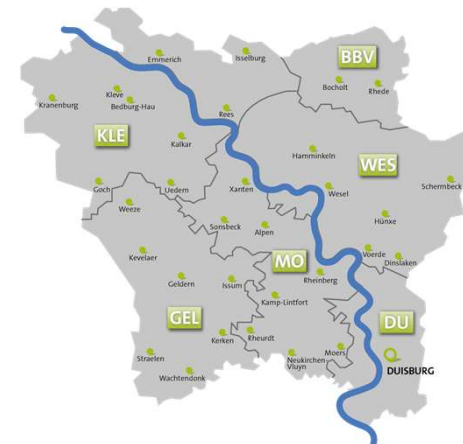 Emmerich
Isselburg
BBV
Bocholt
Rhede
Kranenburg
Kleve
Bedburg-Hau
Rees
KLE
Kalkar
Hamminkeln
WES
Schermbeck
Goch
Uedem
Xanten
Wesel
Weeze
Sonsbeck
Alpen
Hünxe
Voerde
Dinslaken
Kevelaer
MO
Geldern
Issum
Rheinberg
Kamp-Lintfort
GEL
DU
Kerken
Rheurdt
Straelen
Neukirchen
Vluyn
Moers
DUISBURG
Wachtendonk